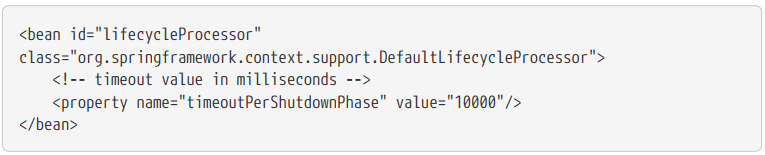 <bean id="lifecycleProcessor"
class="org.springframework.context.support.DefaultLifecycleProcessor">
    <!-- timeout value in milliseconds -->
    <property name="timeoutPerShutdownPhase" value="10000"/>
</bean>